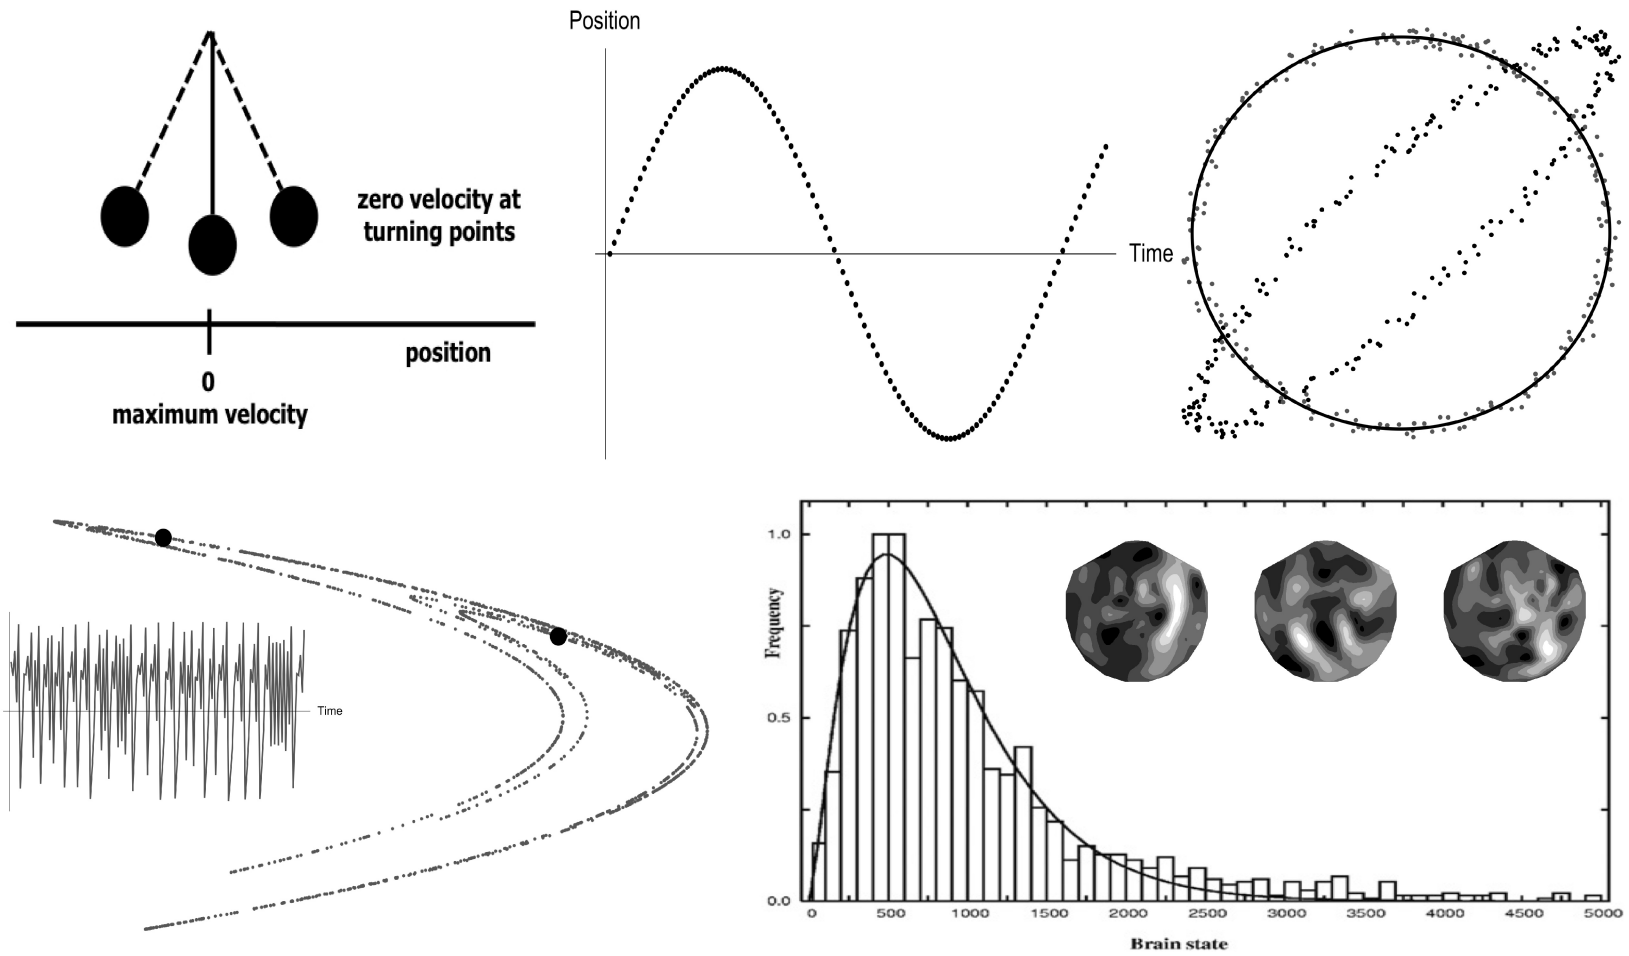 zero velocity at
turning points
position
0
maximum velocity
Position
Time
Time
Frequency
1.0
0.5
0.0
0 500 1000 1500 2000 2500 3000 3500 4000 4500 5000
Brain state